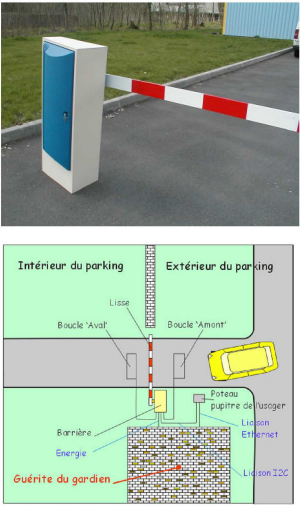 Intérieur du parking
Extérieur du parking
Lisse
Boucle 'Aval'
Boucle 'Amont'
Poteau
pupitre de l'usager
Barrière
Liaison
Ethernet
Energie
Liaison I2C
Guérite du gardien